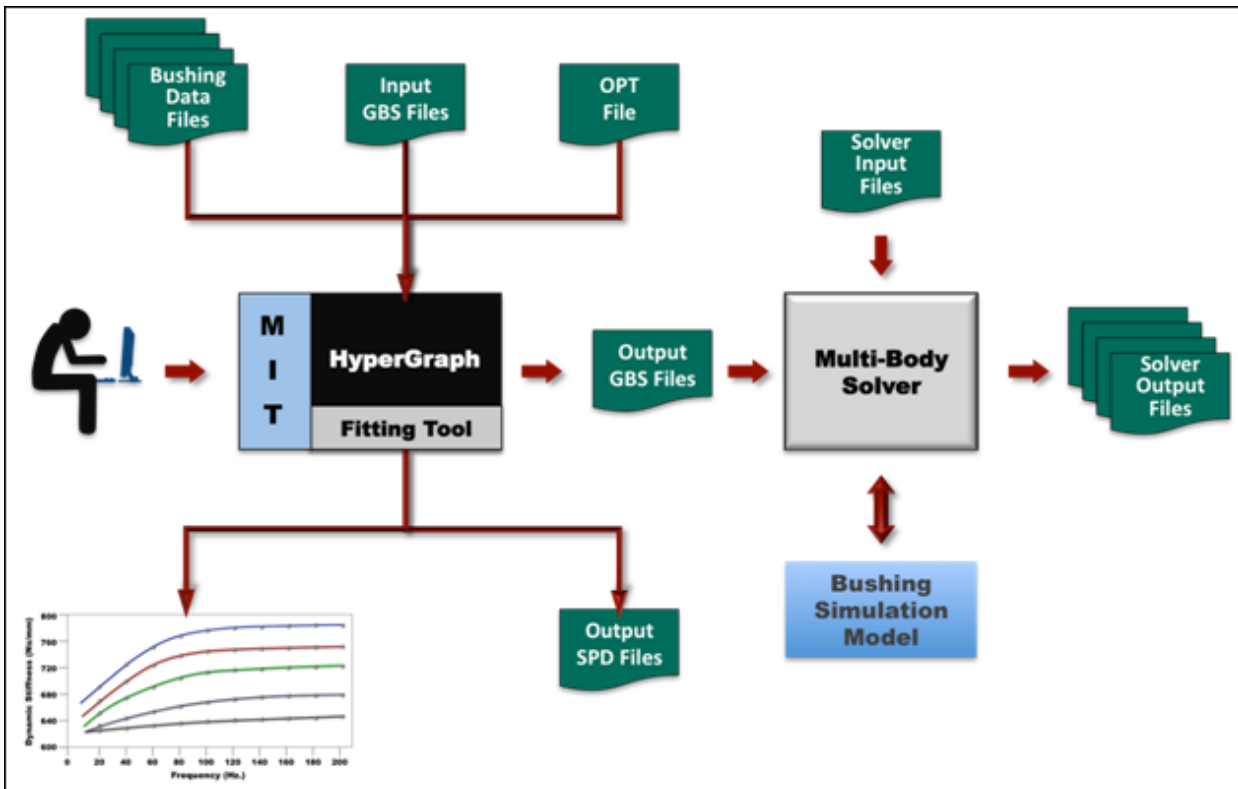 Bushing
Data
Files
Input
GBS Files
OPT
File
Solver
Input
Files
M
I
T
HyperGraph
Fitting Tool
Output
GBS Files
Multi-Body
Solver
Solver
Output
Files
Bushing
Simulation
Model
Output
SPD Files
Dynamic Stiffness (Ns/mm)
800
760
720
680
640
600
0 20 40 60 80 100 120 140 160 180 200
Frequency (Hz.)